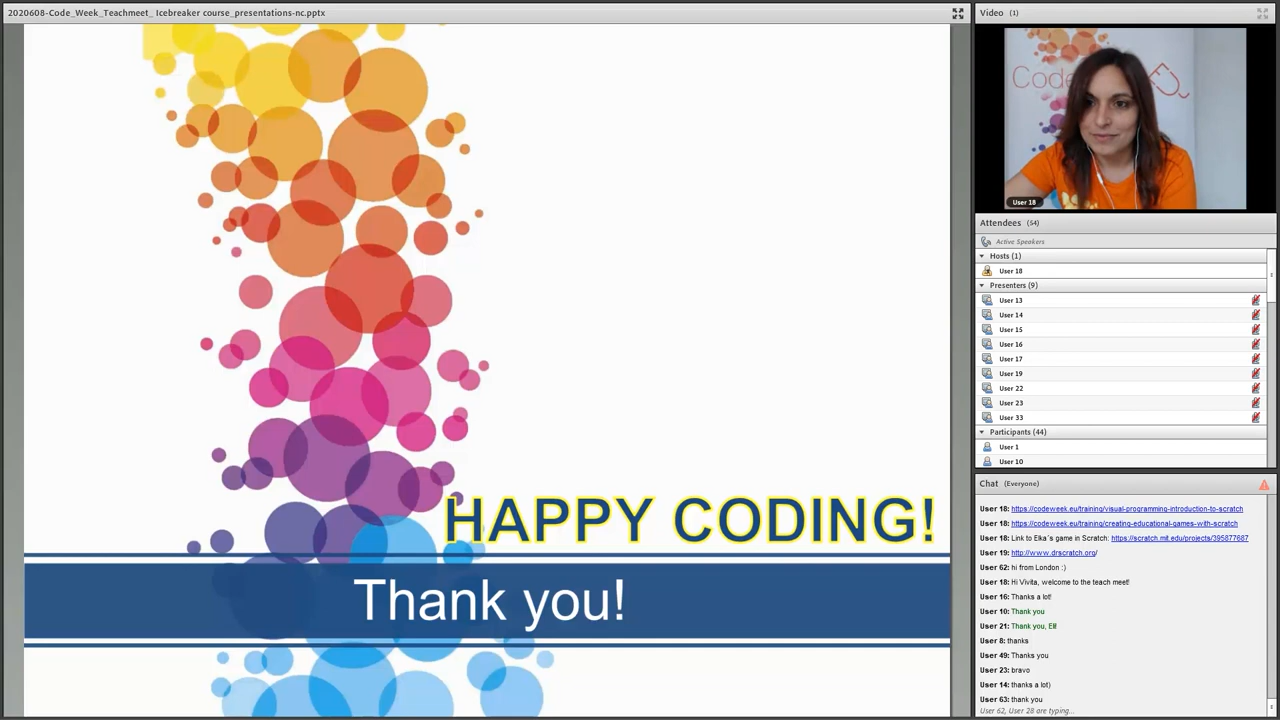 2020608-Code_Week_Teachmeet_ Icebreaker course_presentations-nc.pptx
HAPPY CODING!
Thank you!
Video (1)
Code
User 18
Attendees (54)
Active Speakers
Hosts (1)
User 18
Presenters (9)
User 13
User 14
User 15
User 16
User 17
User 19
User 22
User 23
User 33
Participants (44)
User 1
User 10
Chat (Everyone)
User 18: https://codeweek.eu/training/visual-programming-introduction-to-scratch
User 18: https://codeweek.eu/training/creating-educational-games-with-scratch
User 18: Link to Elka´s game in Scratch: https://scratch.mit.edu/projects/395877687
User 19: http://www.drscratch.org/
User 62: hi from London :)
User 18: Hi Vivita, welcome to the teach meet!
User 16: Thanks a lot!
User 10: Thank you
User 21: Thank you, Elif
User 8: thanks
User 49: Thanks you
User 23: bravo
User 14: thanks a lot)
User 63: thank you
User 62, User 28 are typing...